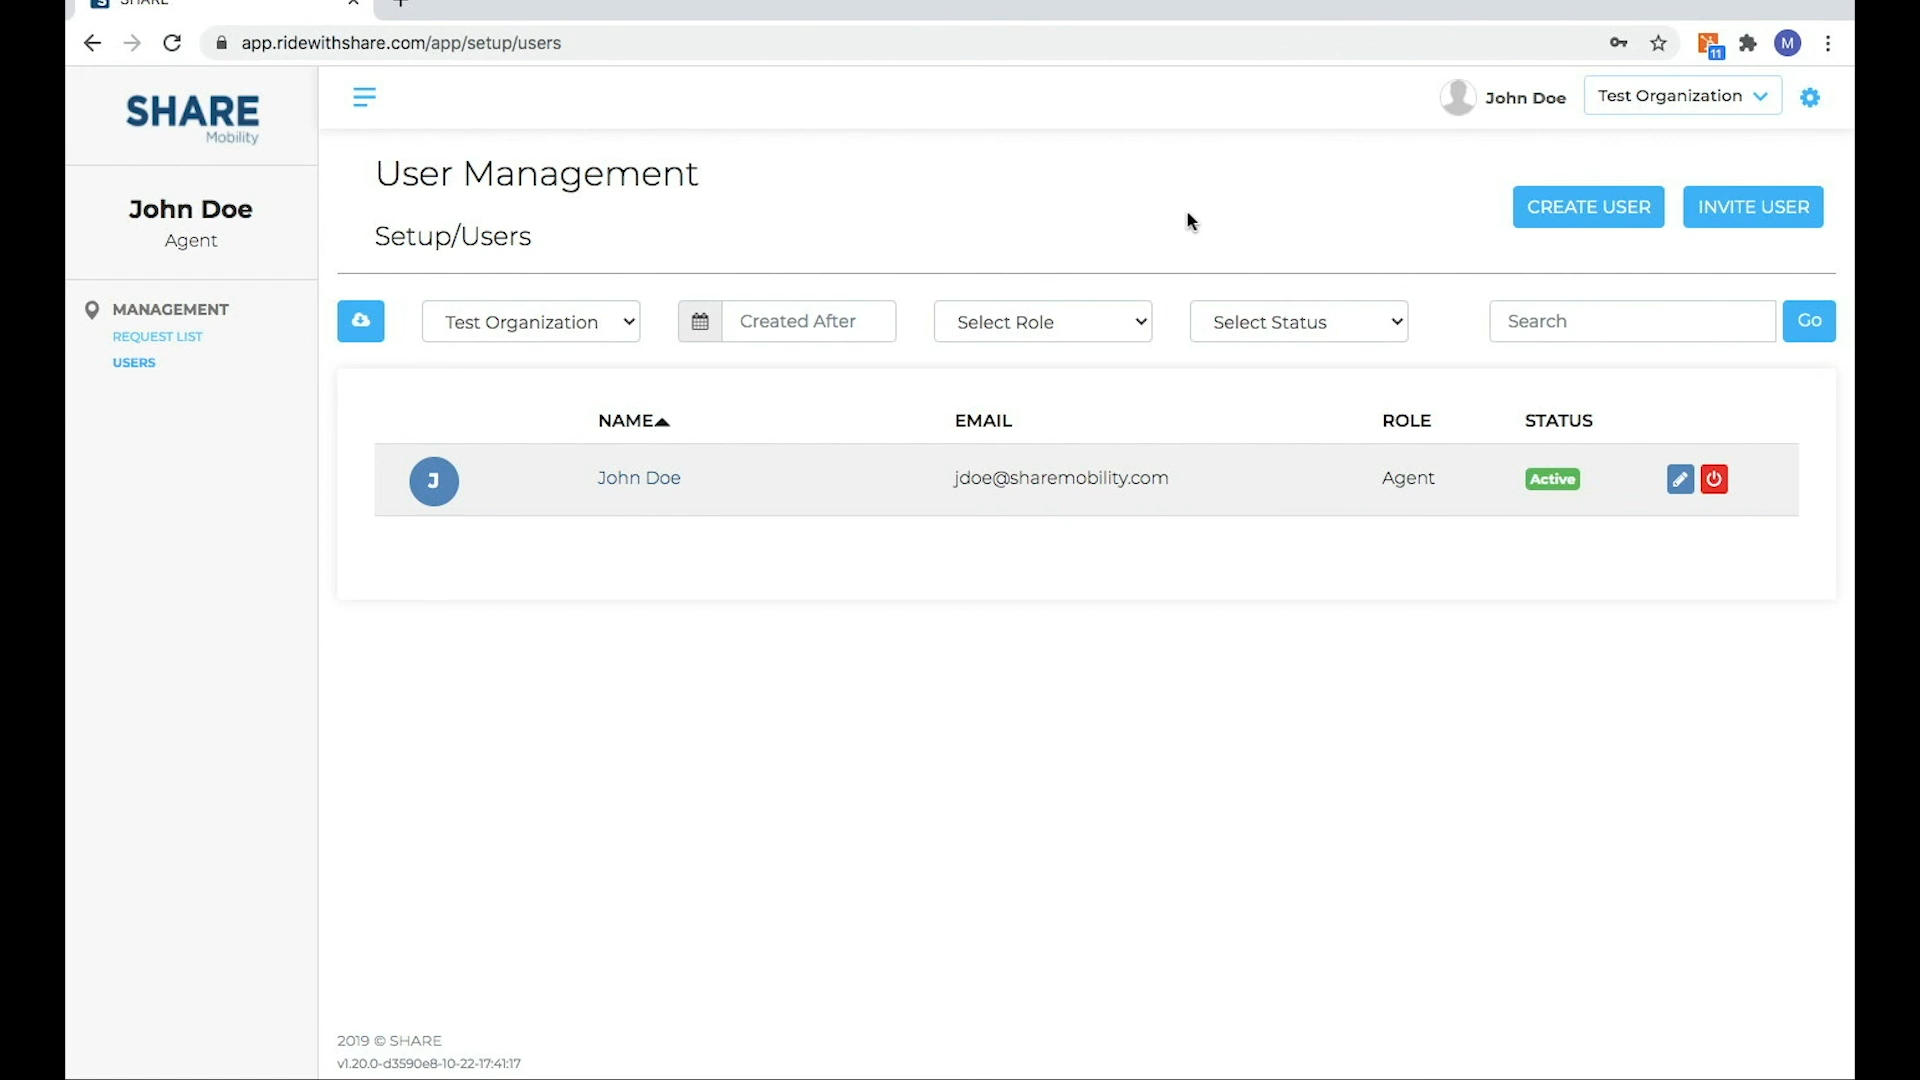 SHARE
app.ridewithshare.com/app/setup/users
11
M
SHARE
Mobility
John Doe
Test Organization
John Doe
Agent
User Management
Setup/Users
CREATE USER
INVITE USER
MANAGEMENT
REQUEST LIST
USERS
Test Organization
Created After
Select Role
Select Status
Search
Go
NAME
EMAIL
ROLE
STATUS
J
John Doe
jdoe@sharemobility.com
Agent
Active
2019 © SHARE
v1.20.0-d3590e8-10-22-17:41:17